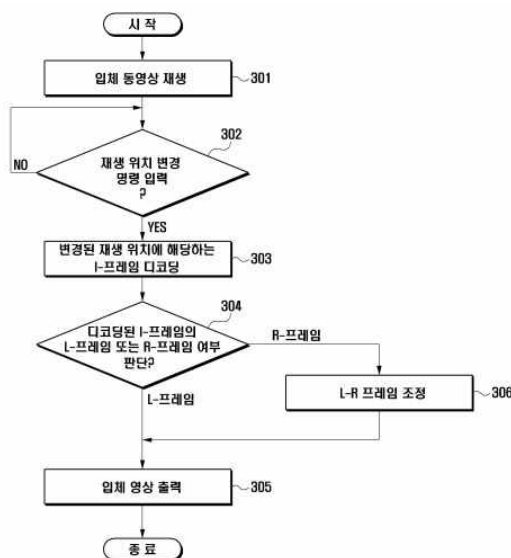 시 작
입체 동영상 재생
301
302
재생 위치 변경
명령 입력
?
NO
YES
변경된 재생 위치에 해당하는
I-프레임 디코딩
303
304
디코딩된 I-프레임의
L-프레임 또는 R-프레임 여부
판단?
R-프레임
L-프레임
L-R 프레임 조정
306
입체 영상 출력
305
종 료